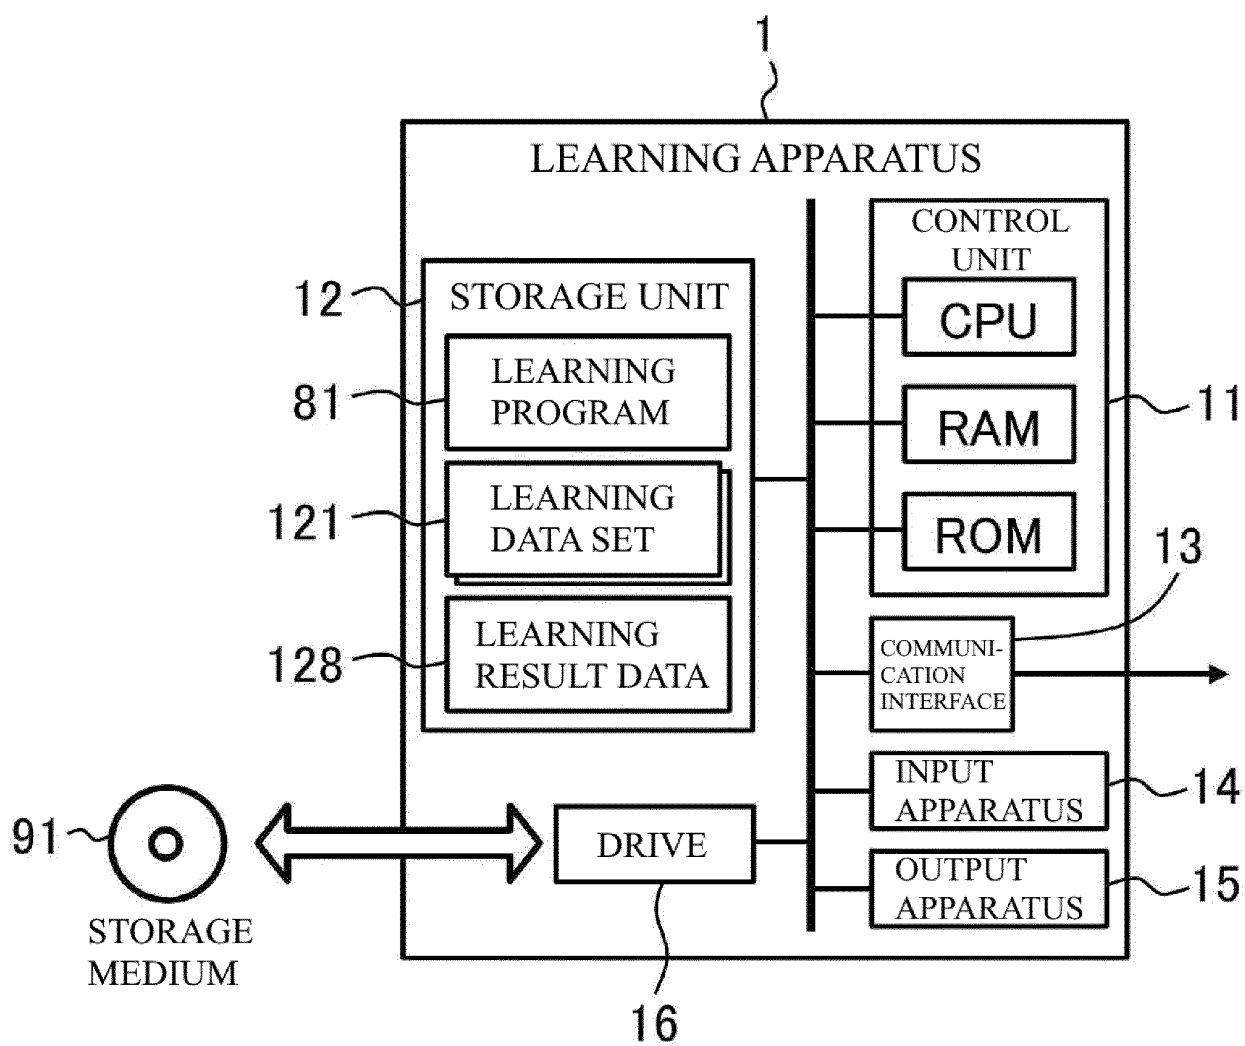 1
LEARNING APPARATUS
12
STORAGE UNIT
81
LEARNING
PROGRAM
121
LEARNING
DATA SET
128
LEARNING
RESULT DATA
CONTROL
UNIT
CPU
RAM
ROM
11
13
COMMUNI-
CATION
INTERFACE
INPUT
APPARATUS
14
OUTPUT
APPARATUS
15
DRIVE
16
91
STORAGE
MEDIUM